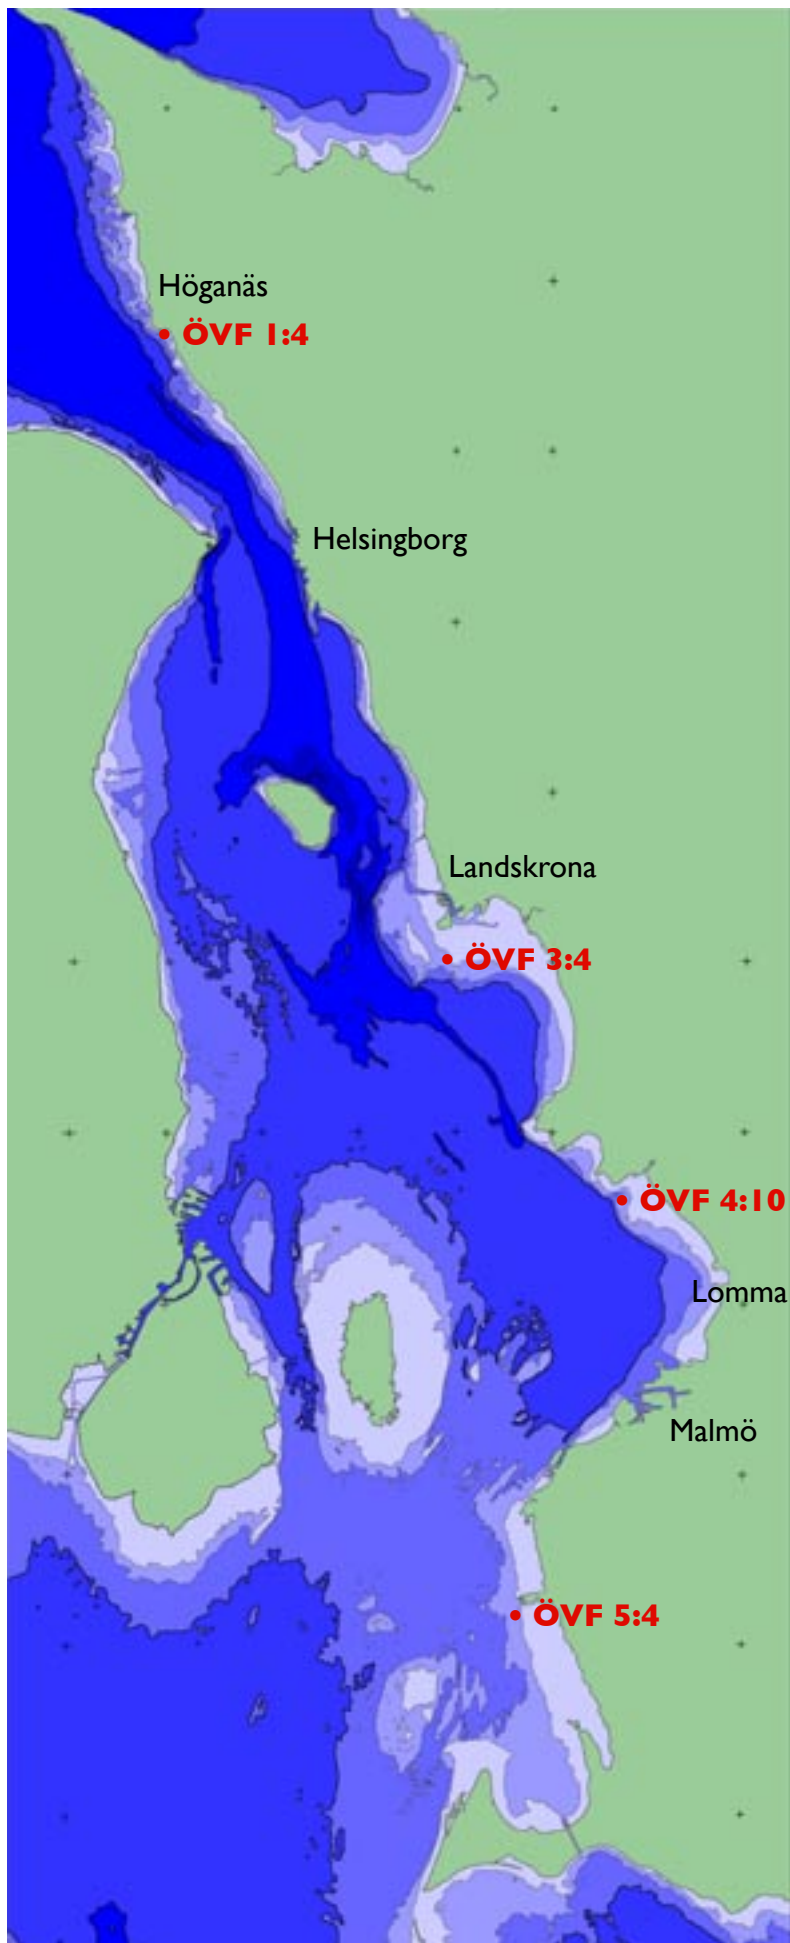 Höganäs
ÖVF 1:4
Helsingborg
Landskrona
ÖVF 3:4
ÖVF 4:10
Lomma
Malmö
ÖVF 5:4